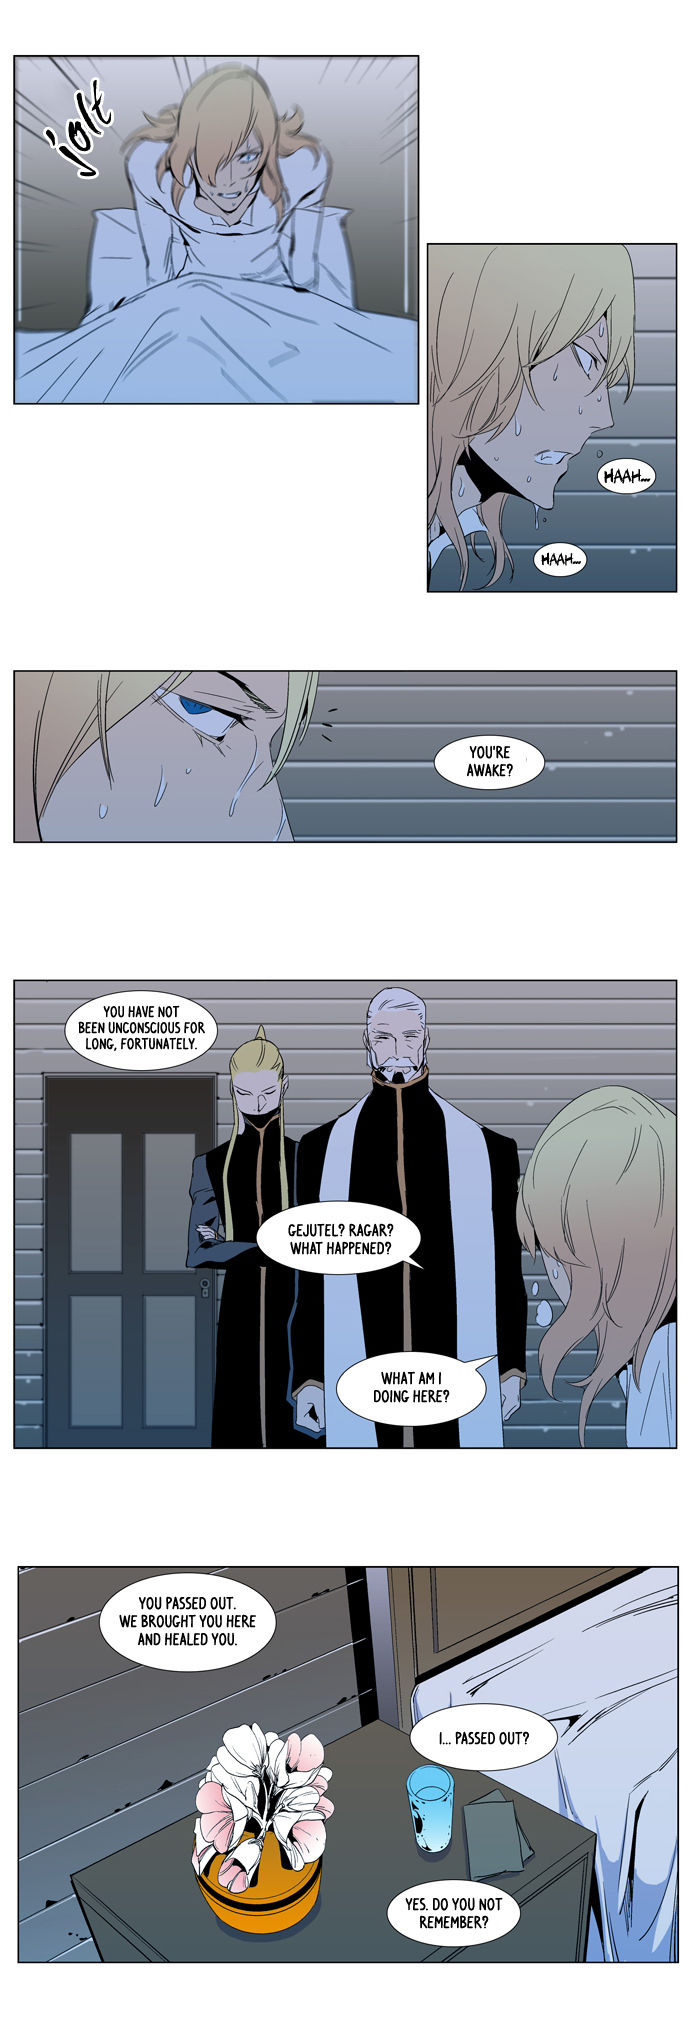 jolt
HAAH...
HAAH...
YOU'RE
AWAKE?
YOU HAVE NOT
BEEN UNCONSCIOUS FOR
LONG, FORTUNATELY.
GEJUTEL? RAGAR?
WHAT HAPPENED?
WHAT AM I
DOING HERE?
YOU PASSED OUT.
WE BROUGHT YOU HERE
AND HEALED YOU.
I... PASSED OUT?
YES. DO YOU NOT
REMEMBER?